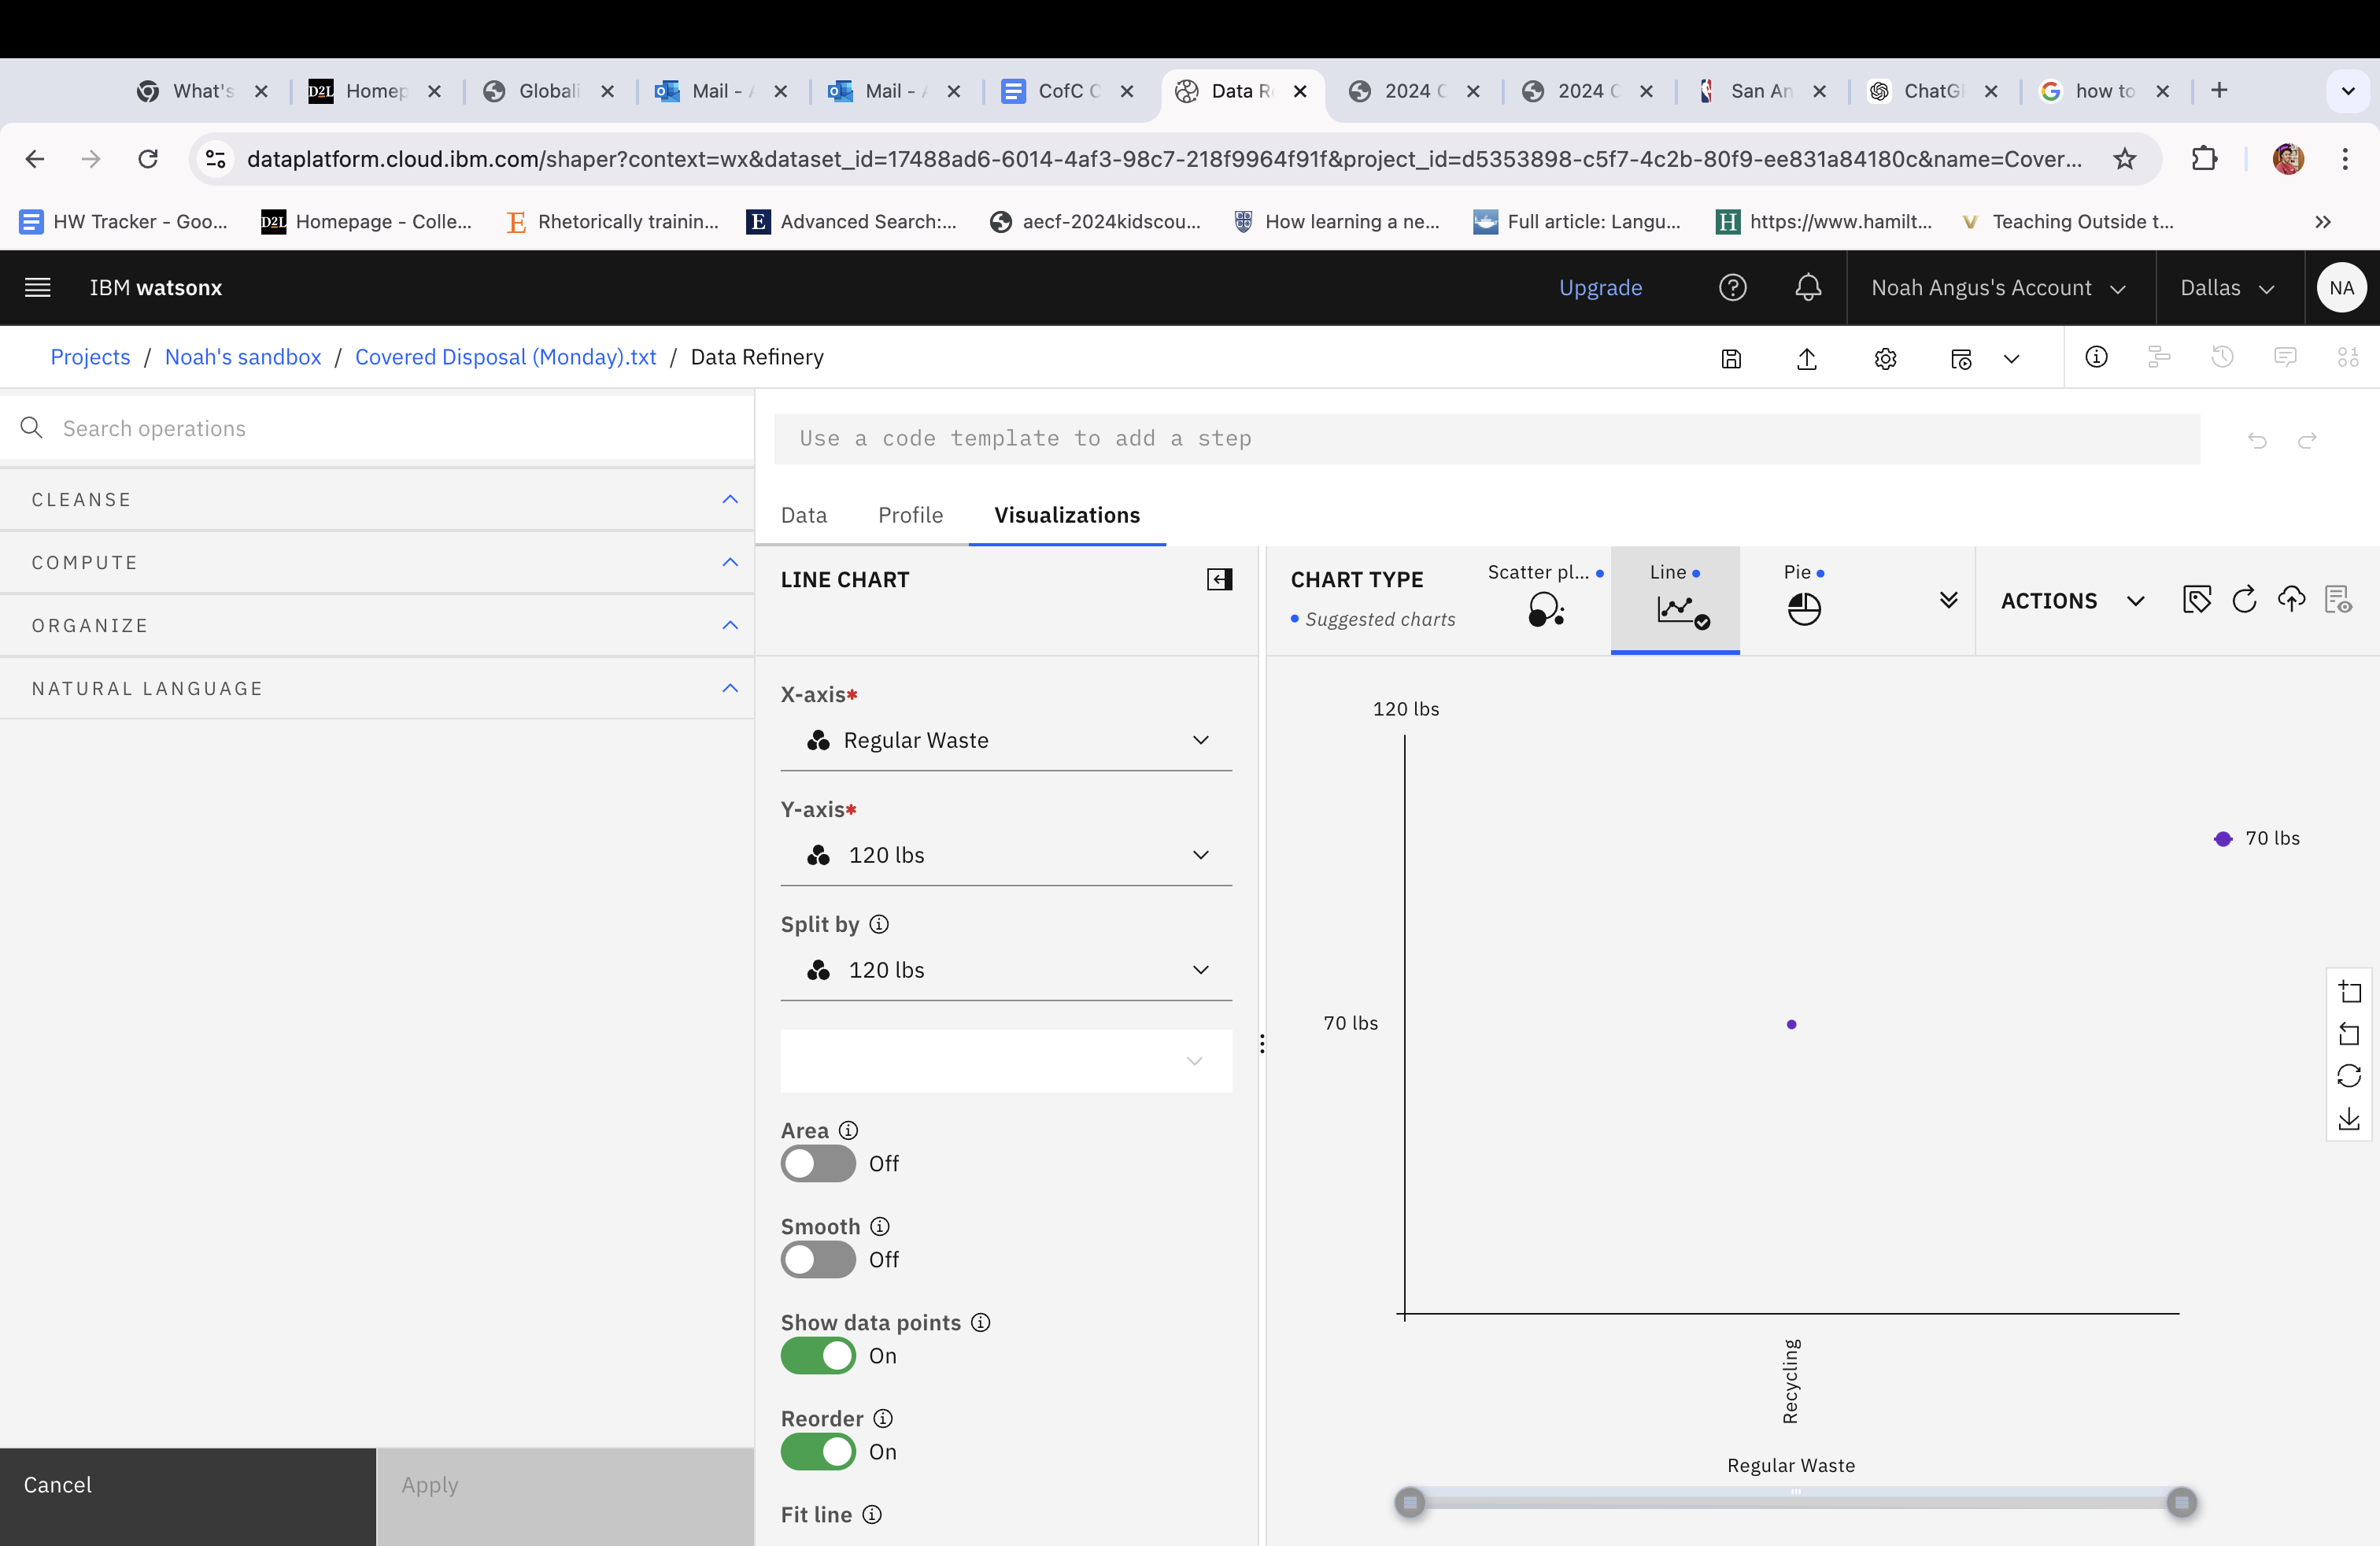 What's
Homep
Globali
Mail -
Mail -
CofC C
Data R
2024 C
2024 C
San An
ChatG
how to
dataplatform.cloud.ibm.com/shaper?context=wx&dataset_id=17488ad6-6014-4af3-98c7-218f9964f91f&project_id=d5353898-c5f7-4c2b-80f9-ee831a84180c&name=Cover...
HW Tracker - Goo...
D2L Homepage - Colle...
E Rhetorically trainin...
E Advanced Search:...
aecf-2024kidscou...
How learning a ne...
Full article: Langu...
H https://www.hamilt...
Teaching Outside t...
IBM watsonx
Upgrade
Noah Angus's Account
Dallas
NA
Projects / Noah's sandbox / Covered Disposal (Monday).txt / Data Refinery
Search operations
CLEANSE
COMPUTE
ORGANIZE
NATURAL LANGUAGE
Cancel
Apply
Use a code template to add a step
Data
Profile
Visualizations
LINE CHART
X-axis*
Regular Waste
Y-axis*
120 lbs
Split by
120 lbs
Area
Off
Smooth
Off
Show data points
On
Reorder
On
Fit line
CHART TYPE
Suggested charts
Scatter pl...
Line
Pie
ACTIONS
120 lbs
70 lbs
70 lbs
Recycling
Regular Waste